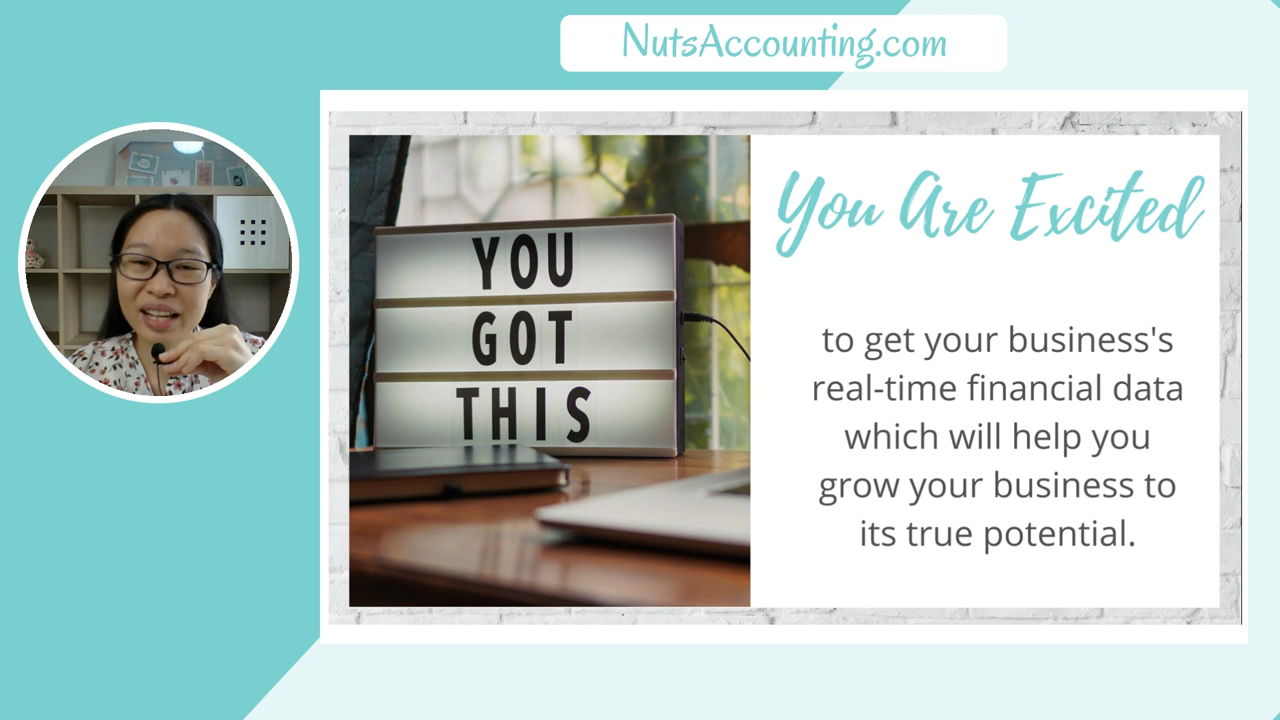 NutsAccounting.com
YOU
GOT
THIS
You Are Excited
to get your business's
real-time financial data
which will help you
grow your business to
its true potential.